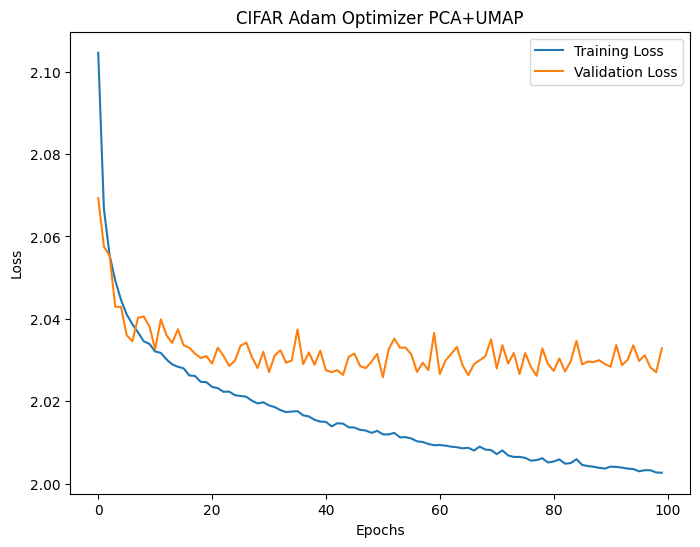 CIFAR Adam Optimizer PCA+UMAP
Training Loss
Validation Loss
2.10
2.08
2.06
2.04
2.02
2.00
Loss
0
20
40
60
80
100
Epochs